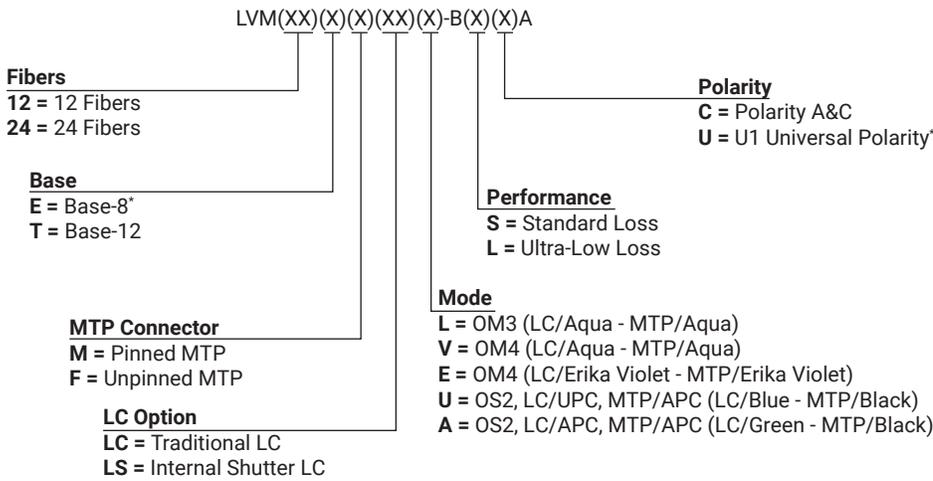 LVM(XX)(X)(X)(XX)(X)-B(X)(X)A
Fibers
12 = 12 Fibers
24 = 24 Fibers
Polarity
C = Polarity A&C
U = U1 Universal Polarity*
Base
E = Base-8*
T = Base-12
Performance
S = Standard Loss
L = Ultra-Low Loss
Mode
L = OM3 (LC/Aqua - MTP/Aqua)
V = OM4 (LC/Aqua - MTP/Aqua)
E = OM4 (LC/Erika Violet - MTP/Erika Violet)
U = OS2, LC/UPC, MTP/APC (LC/Blue - MTP/Black)
A = OS2, LC/APC, MTP/APC (LC/Green - MTP/Black)
MTP Connector
M = Pinned MTP
F = Unpinned MTP
LC Option
LC = Traditional LC
LS = Internal Shutter LC